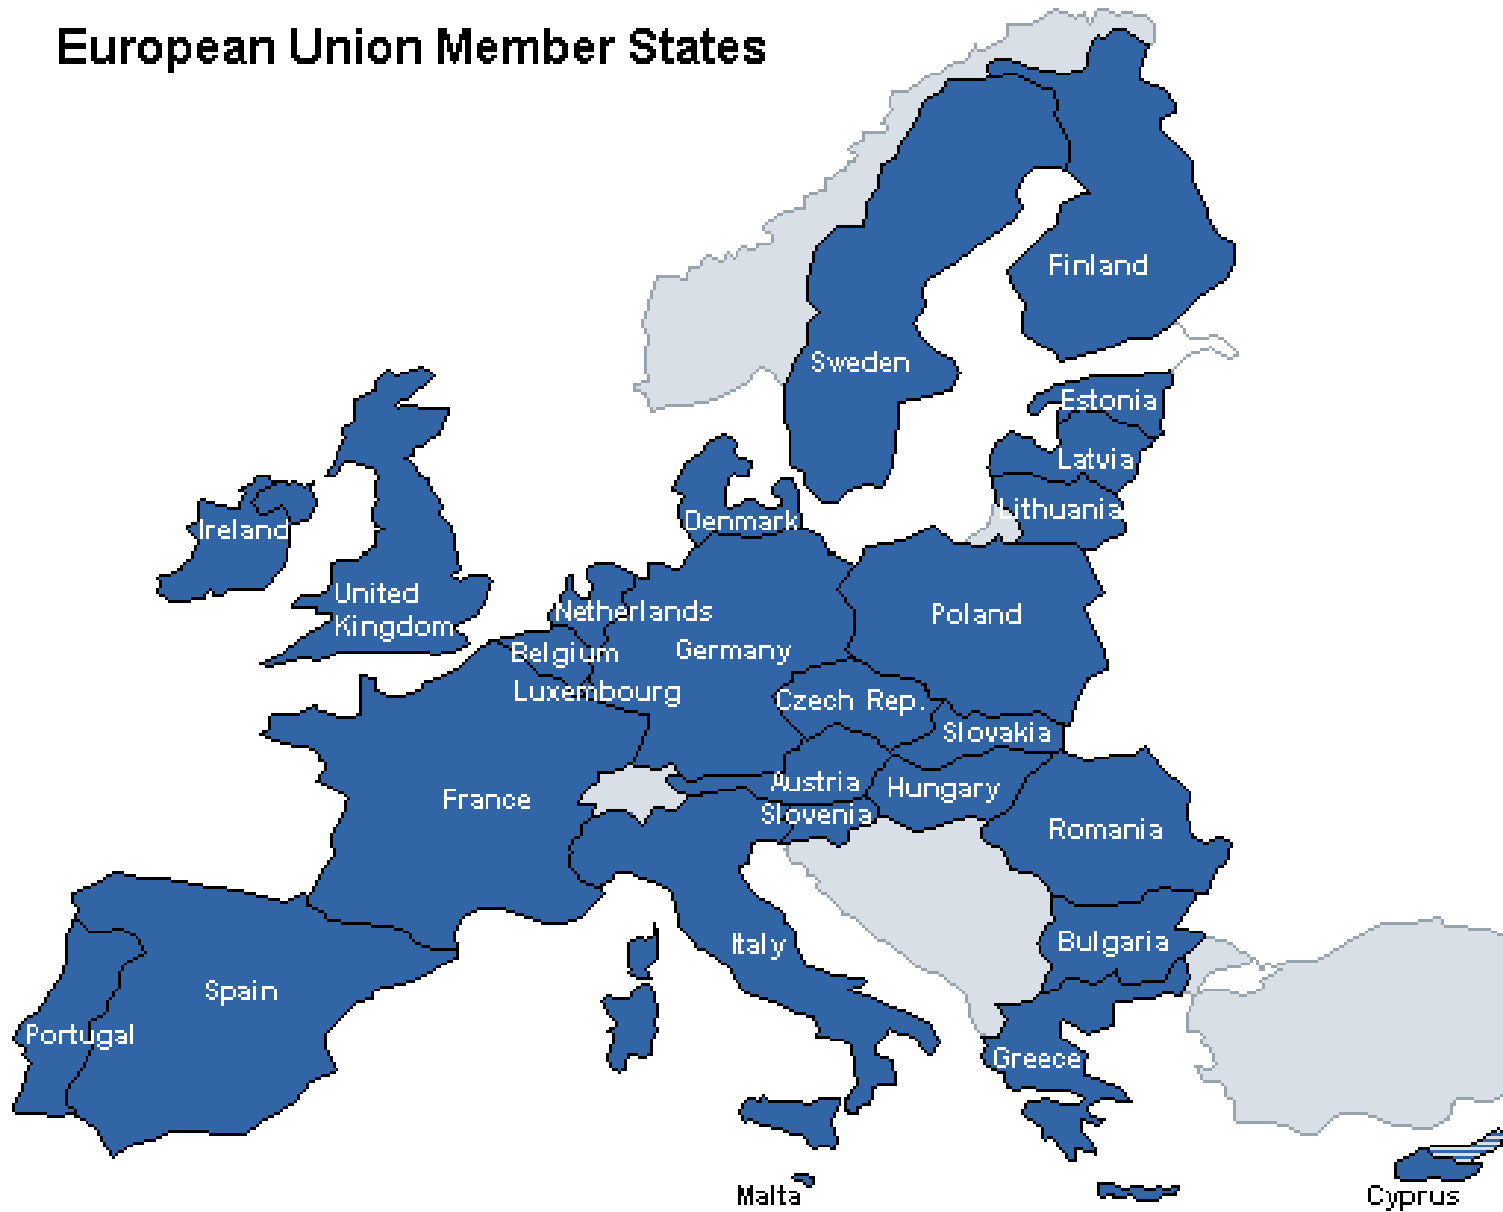 European Union Member States
Finland
Sweden
Estonia
Latvia
Lithuania
Ireland
Denmark
United
Kingdom
Netherlands
Poland
Belgium
Germany
Luxembourg
Czech Rep.
Slovakia
Austria
Hungary
France
Slovenia
Romania
Italy
Bulgaria
Spain
Portugal
Greece
Malta
Cyprus